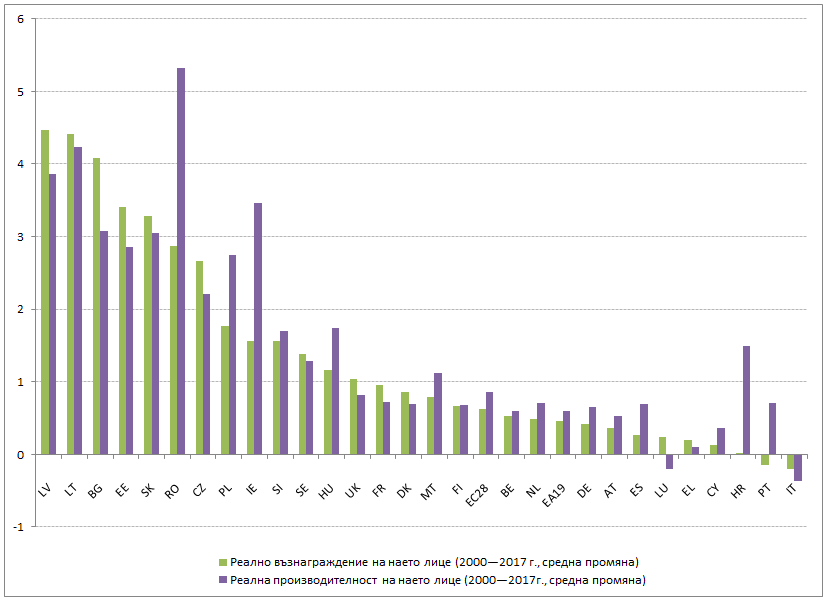 6
5
4
3
2
1
0
-1
LV LT BG EE SK RO CZ PL IE SI SE HU UK FR DK MT FI EC28 BE NL EA19 DE AT ES LU EL CY HR PT IT
Реално възнаграждение на наето лице (2000—2017 г., средна промяна)
Реална производителност на наето лице (2000—2017г., средна промяна)